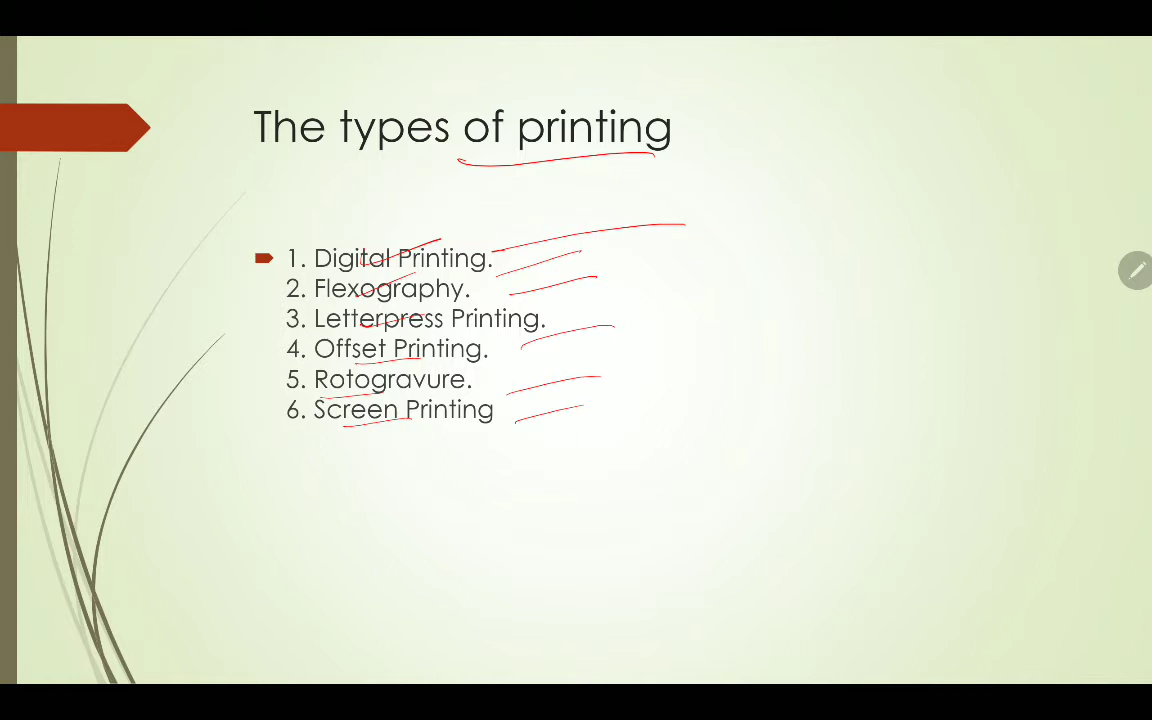 The types of printing
1. Digital Printing.
2. Flexography.
3. Letterpress Printing.
4. Offset Printing.
5. Rotogravure.
6. Screen Printing